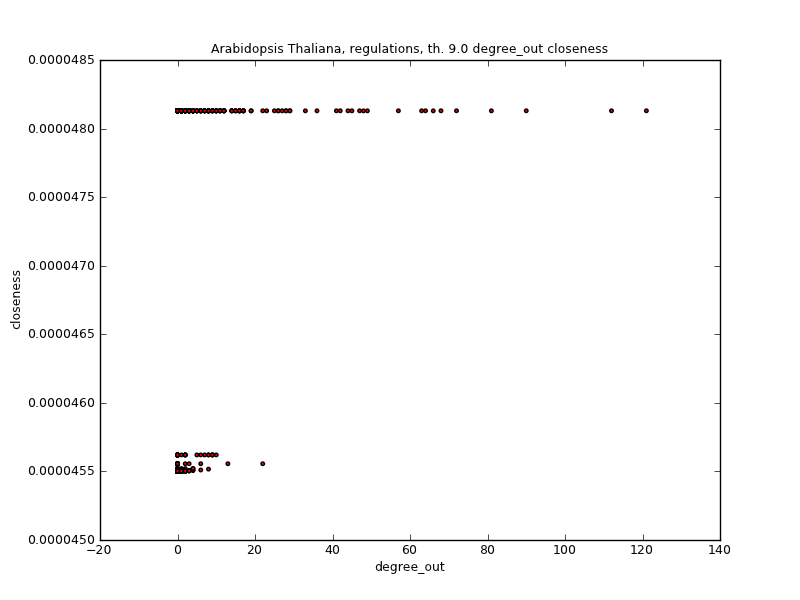 Arabidopsis Thaliana, regulations, th. 9.0 degree_out closeness
0.0000485
0.0000480
0.0000475
0.0000470
0.0000465
0.0000460
0.0000455
0.0000450
closeness
−20 0 20 40 60 80 100 120 140
degree_out